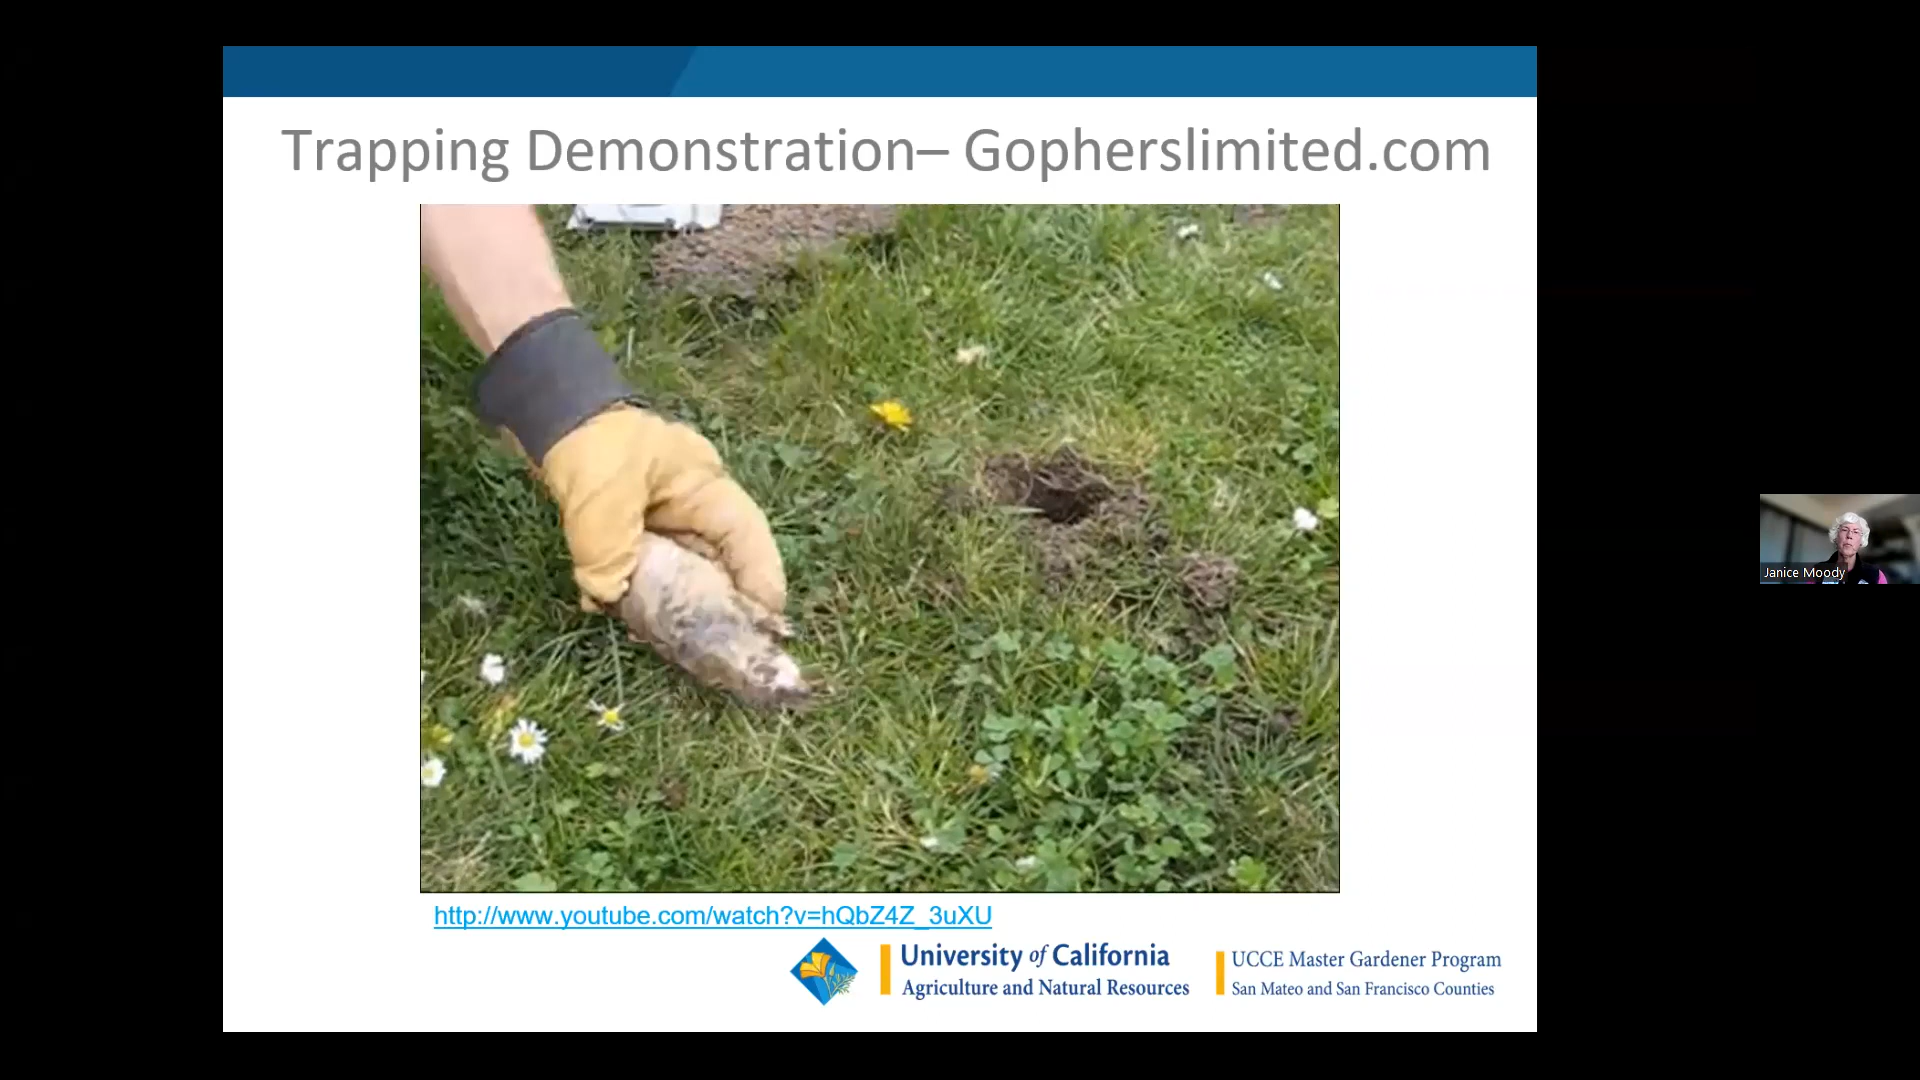 Trapping Demonstration– Gopherslimited.com
http://www.youtube.com/watch?v=hQbZ4Z_3uXU
University of California
Agriculture and Natural Resources
UCCE Master Gardener Program
San Mateo and San Francisco Counties
Janice Moody